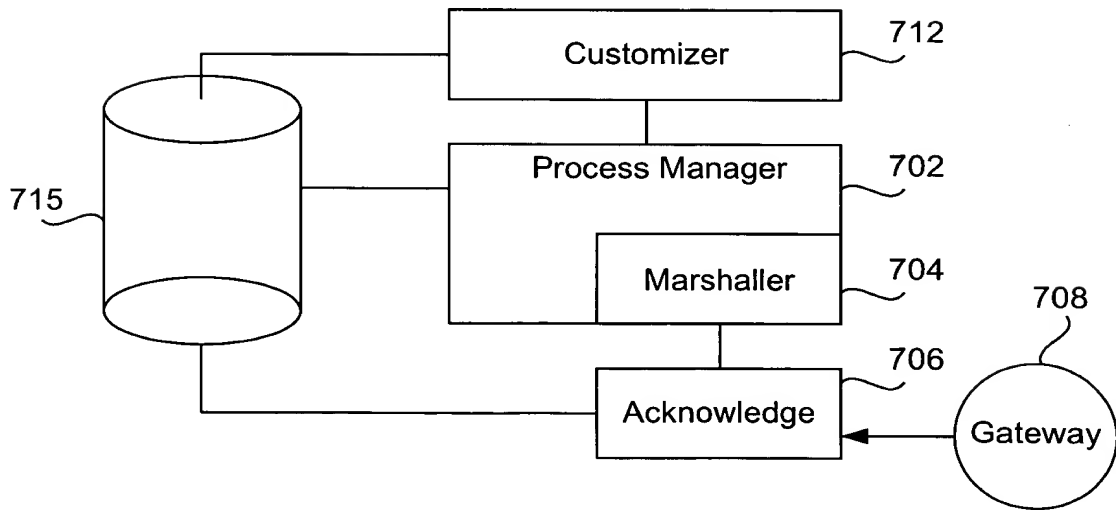 Customizer
712
Process Manager
702
715
Marshaller
704
708
706
Acknowledge
Gateway